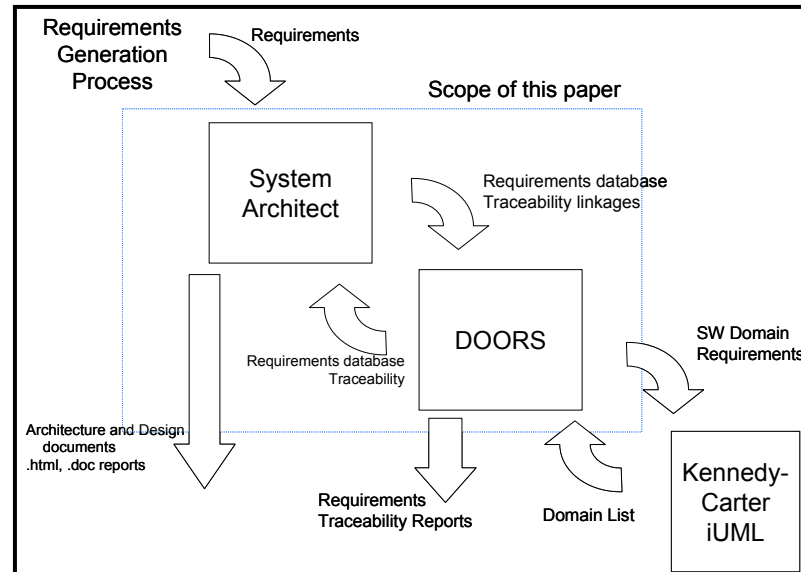 Requirements
Generation
Process
Requirements
Scope of this paper
System
Architect
Requirements database
Traceability linkages
DOORS
Requirements database
Traceability
SW Domain
Requirements
Architecture and Design
documents
.html, .doc reports
Requirements
Traceability Reports
Domain List
Kennedy-
Carter
iUML